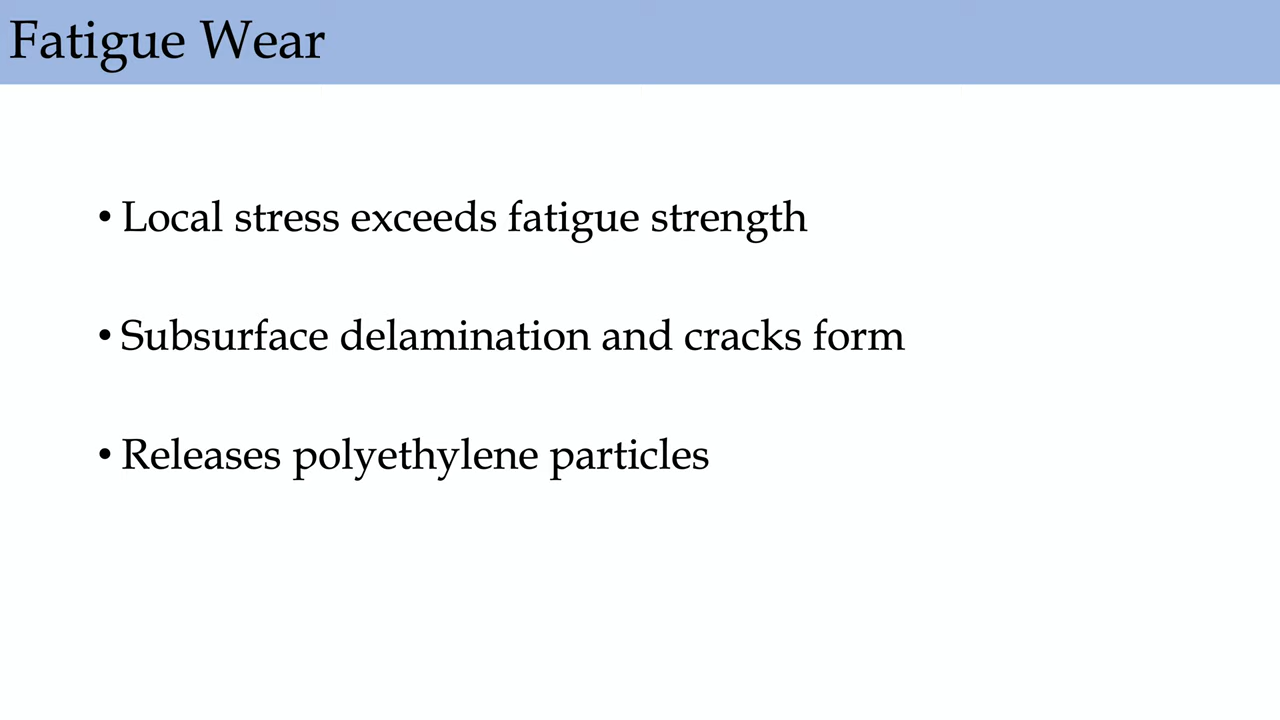 Fatigue Wear
• Local stress exceeds fatigue strength
• Subsurface delamination and cracks form
• Releases polyethylene particles